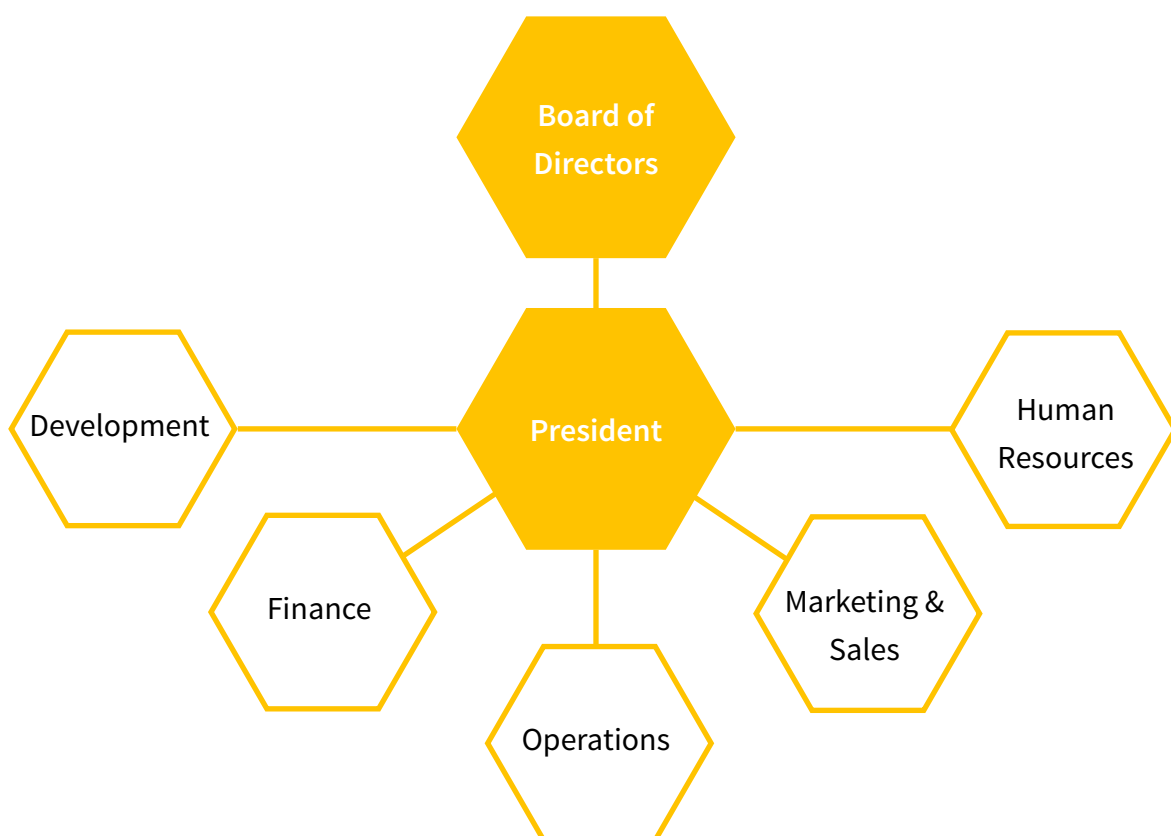 Board of
Directors
President
Development
Human
Resources
Finance
Marketing &
Sales
Operations